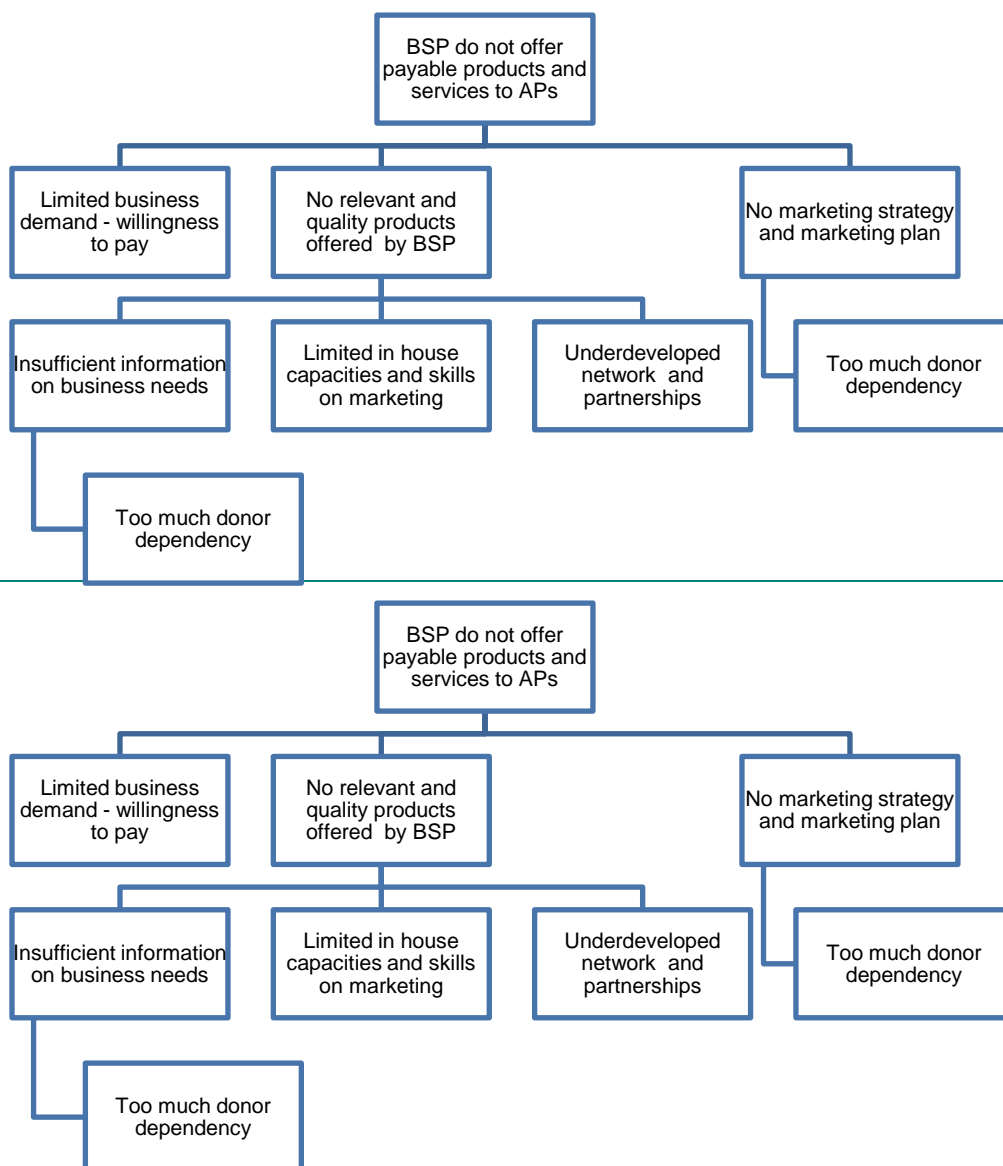 BSP do not offer
payable products and
services to APs
Limited business
demand - willingness
to pay
No relevant and
quality products
offered by BSP
No marketing strategy
and marketing plan
Insufficient information
on business needs
Limited in house
capacities and skills
on marketing
Underdeveloped
network and
partnerships
Too much donor
dependency
Too much donor
dependency
BSP do not offer
payable products and
services to APs
Limited business
demand - willingness
to pay
No relevant and
quality products
offered by BSP
No marketing strategy
and marketing plan
Insufficient information
on business needs
Limited in house
capacities and skills
on marketing
Underdeveloped
network and
partnerships
Too much donor
dependency
Too much donor
dependency